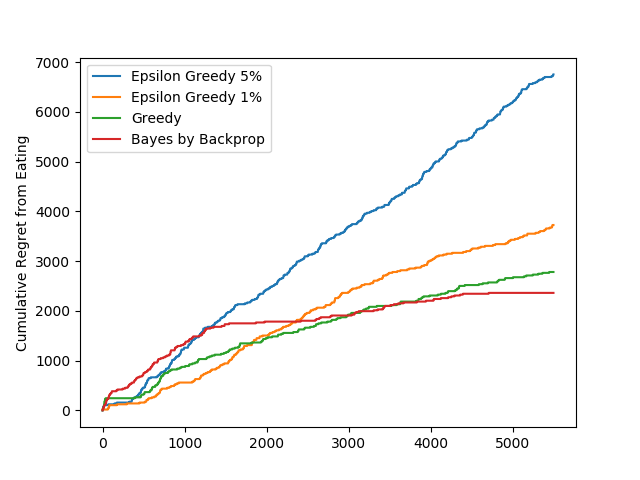 7000
6000
5000
4000
3000
2000
1000
0
Cumulative Regret from Eating
Epsilon Greedy 5%
Epsilon Greedy 1%
Greedy
Bayes by Backprop
0 1000 2000 3000 4000 5000